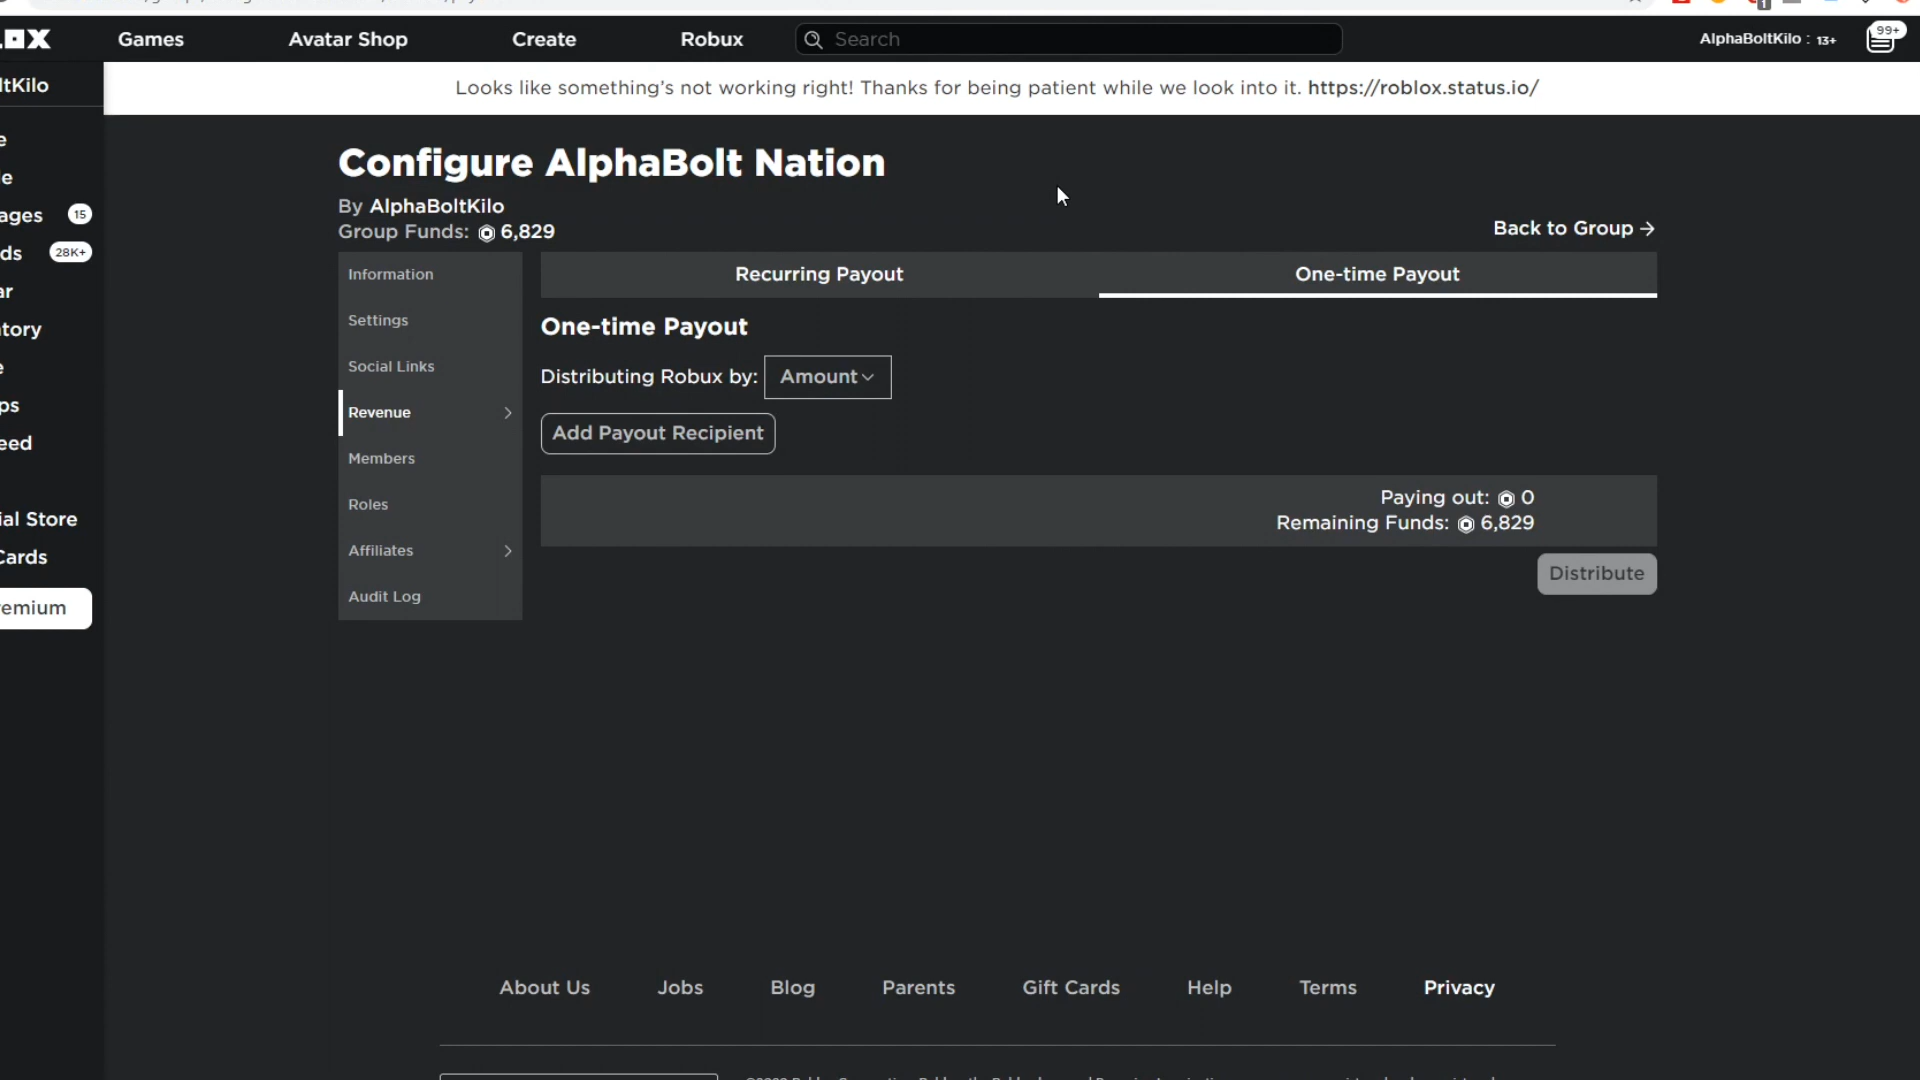 Games Avatar Shop Create Robux Search AlphaBoltKilo : 13+ 99+
ltKilo
Looks like something's not working right! Thanks for being patient while we look into it. https://roblox.status.io/
e
le
ages 15
ds 28K+
ar
tory
e
ps
eed
ial Store
Cards
remium
Configure AlphaBolt Nation
By AlphaBoltKilo
Group Funds: 6,829
Back to Group →
Information
Settings
Social Links
Revenue
Members
Roles
Affiliates
Audit Log
Recurring Payout One-time Payout
One-time Payout
Distributing Robux by: Amount
Add Payout Recipient
Paying out: 0
Remaining Funds: 6,829
Distribute
About Us Jobs Blog Parents Gift Cards Help Terms Privacy